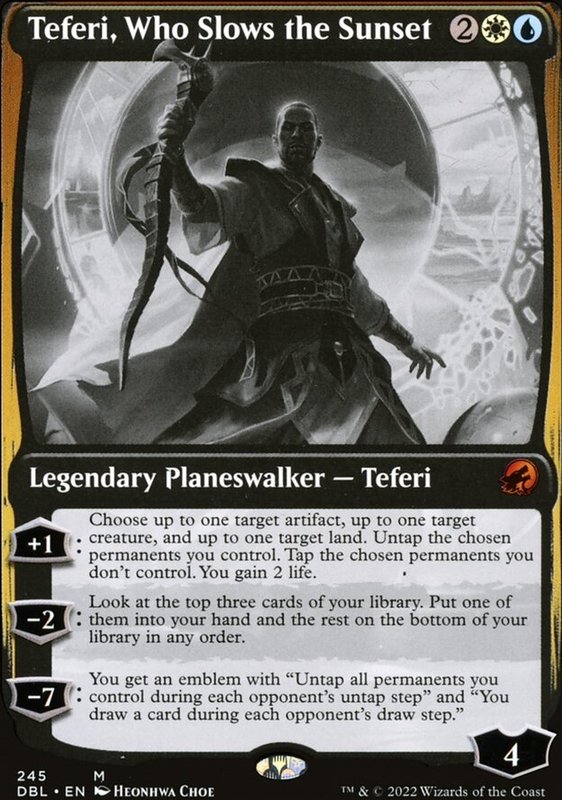 Teferi, Who Slows the Sunset 2
Legendary Planeswalker — Teferi
+1: Choose up to one target artifact, up to one target
creature, and up to one target land. Untap the chosen
permanents you control. Tap the chosen permanents you
don't control. You gain 2 life.
−2: Look at the top three cards of your library. Put one of
them into your hand and the rest on the bottom of your
library in any order.
−7: You get an emblem with “Untap all permanents you
control during each opponent's untap step” and “You
draw a card during each opponent's draw step.”
4
245 M
DBL • EN Heonhwa Choe
™ & © 2022 Wizards of the Coast